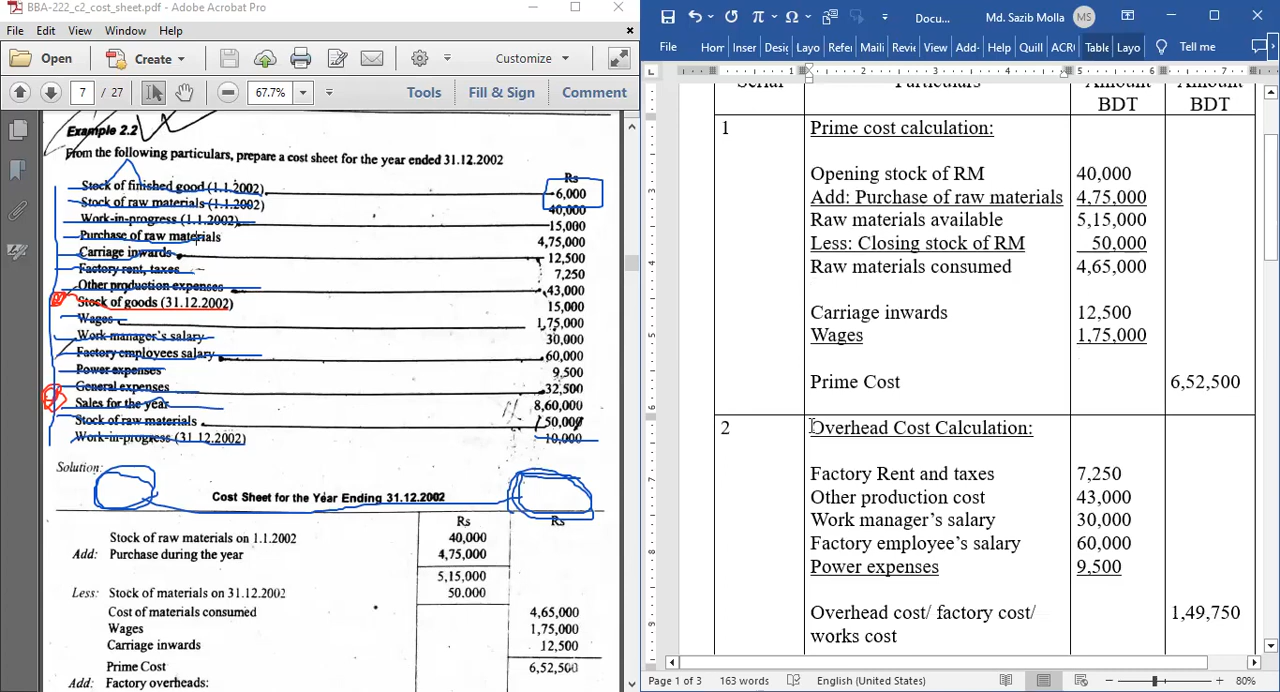 BBA-222_c2_cost_sheet.pdf - Adobe Acrobat Pro
File Edit View Window Help
Open Create Customize
7 / 27 67.7% Tools Fill & Sign Comment
Example 2.2
From the following particulars, prepare a cost sheet for the year ended 31.12.2002
Rs
Stock of finished good (1.1.2002) 6,000
Stock of raw materials (1.1.2002) 40,000
Work-in-progress (1.1.2002) 15,000
Purchase of raw materials 4,75,000
Carriage inwards 12,500
Factory rent, taxes 7,250
Other production expenses 43,000
Stock of goods (31.12.2002) 15,000
Wages 1,75,000
Work manager's salary 30,000
Factory employees salary 60,000
Power expenses 9,500
General expenses 32,500
Sales for the year 8,60,000
Stock of raw materials 50,000
Work-in-progress (31.12.2002) 10,000
Solution:
Cost Sheet for the Year Ending 31.12.2002
Rs Rs
Stock of raw materials on 1.1.2002 40,000
Add: Purchase during the year 4,75,000
5,15,000
Less: Stock of materials on 31.12.2002 50.000
Cost of materials consumed 4,65,000
Wages 1,75,000
Carriage inwards 12,500
Prime Cost 6,52,500
Add: Factory overheads:
Docu... Md. Sazib Molla MS
File Hom Inser Desig Layo Refer Maili Revie View Add- Help Quill ACR Table Layo Tell me
1 1 2 3 4 5 6 7
Serial Particulars Amount Amount
BDT BDT
1 Prime cost calculation:
Opening stock of RM 40,000
Add: Purchase of raw materials 4,75,000
Raw materials available 5,15,000
Less: Closing stock of RM 50,000
Raw materials consumed 4,65,000
Carriage inwards 12,500
Wages 1,75,000
Prime Cost 6,52,500
2 Overhead Cost Calculation:
Factory Rent and taxes 7,250
Other production cost 43,000
Work manager's salary 30,000
Factory employee's salary 60,000
Power expenses 9,500
Overhead cost/ factory cost/ 1,49,750
works cost
Page 1 of 3 163 words English (United States) 80%